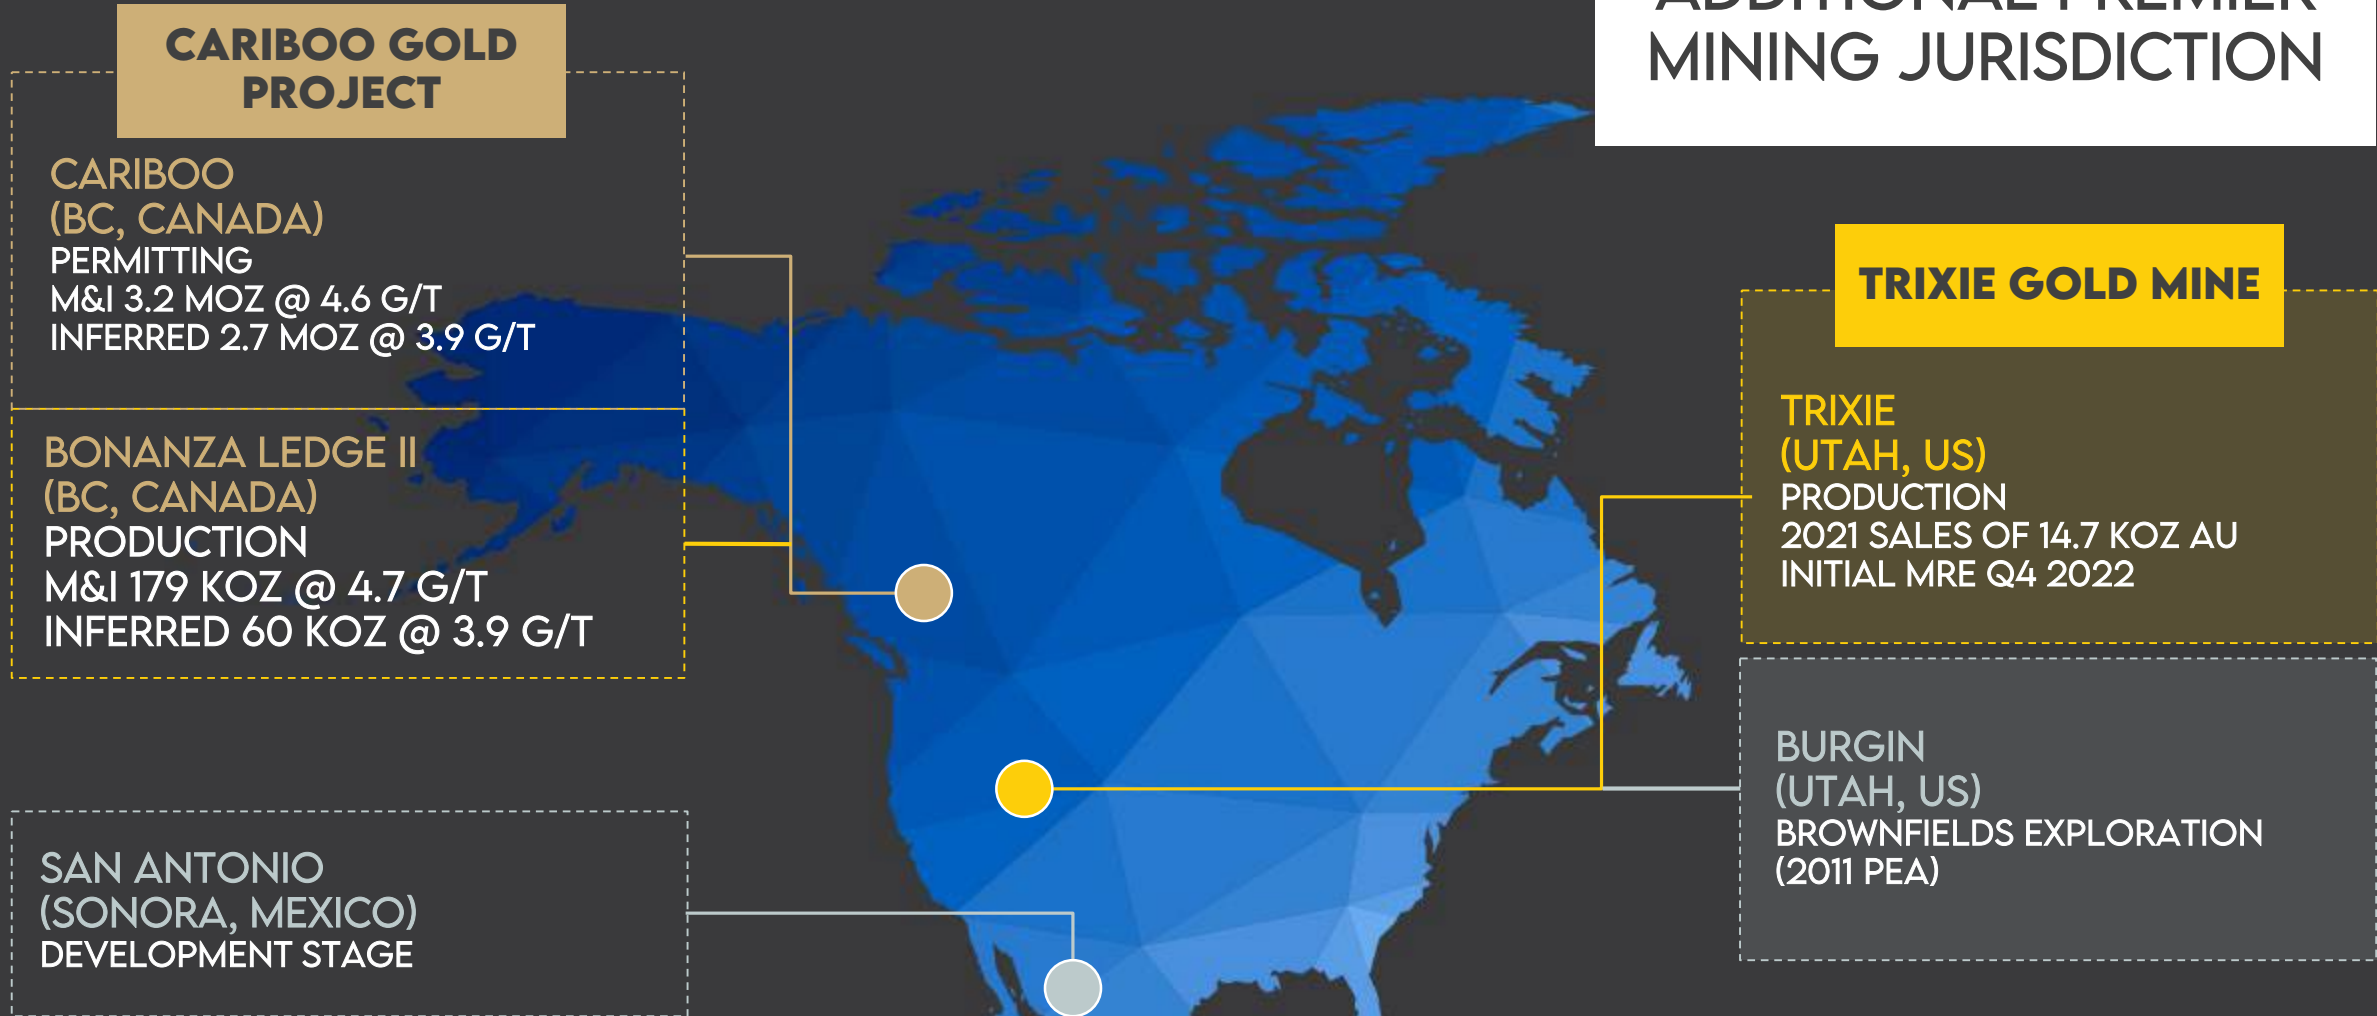 ADDITIONAL PREMIER
MINING JURISDICTION
CARIBOO GOLD
PROJECT
CARIBOO
(BC, CANADA)
PERMITTING
M&I 3.2 MOZ @ 4.6 G/T
INFERRED 2.7 MOZ @ 3.9 G/T
BONANZA LEDGE II
(BC, CANADA)
PRODUCTION
M&I 179 KOZ @ 4.7 G/T
INFERRED 60 KOZ @ 3.9 G/T
SAN ANTONIO
(SONORA, MEXICO)
DEVELOPMENT STAGE
TRIXIE GOLD MINE
TRIXIE
(UTAH, US)
PRODUCTION
2021 SALES OF 14.7 KOZ AU
INITIAL MRE Q4 2022
BURGIN
(UTAH, US)
BROWNFIELDS EXPLORATION
(2011 PEA)